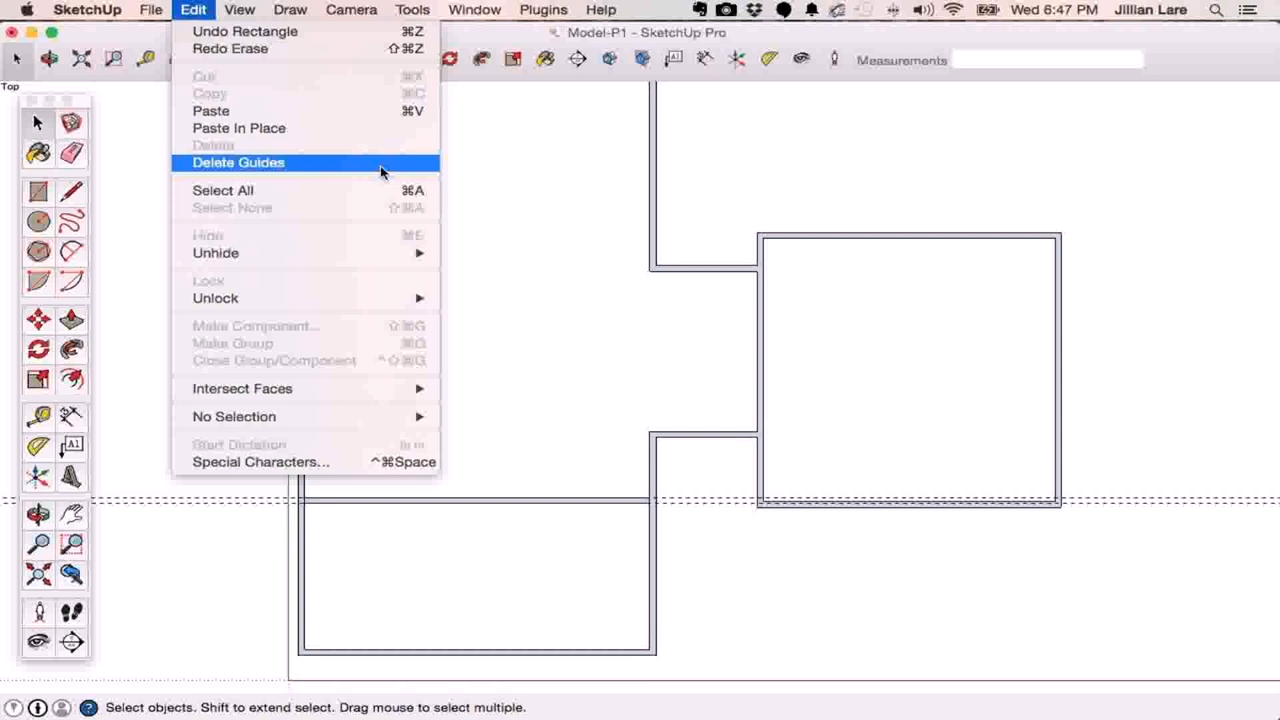 SketchUp File Edit View Draw Camera Tools Window Plugins Help Wed 6:47 PM Jillian Lare
Model-P1 - SketchUp Pro
Measurements
Top
Undo Rectangle ⌘Z
Redo Erase ⇧⌘Z
Cut ⌘X
Copy ⌘C
Paste ⌘V
Paste In Place
Delete
Delete Guides
Select All ⌘A
Select None ⇧⌘A
Hide ⌘E
Unhide
Lock
Unlock
Make Component... ⇧⌘G
Make Group ⌘G
Close Group/Component ^⇧⌘G
Intersect Faces
No Selection
Start Dictation fn fn
Special Characters... ^⌘Space
A1
Select objects. Shift to extend select. Drag mouse to select multiple.